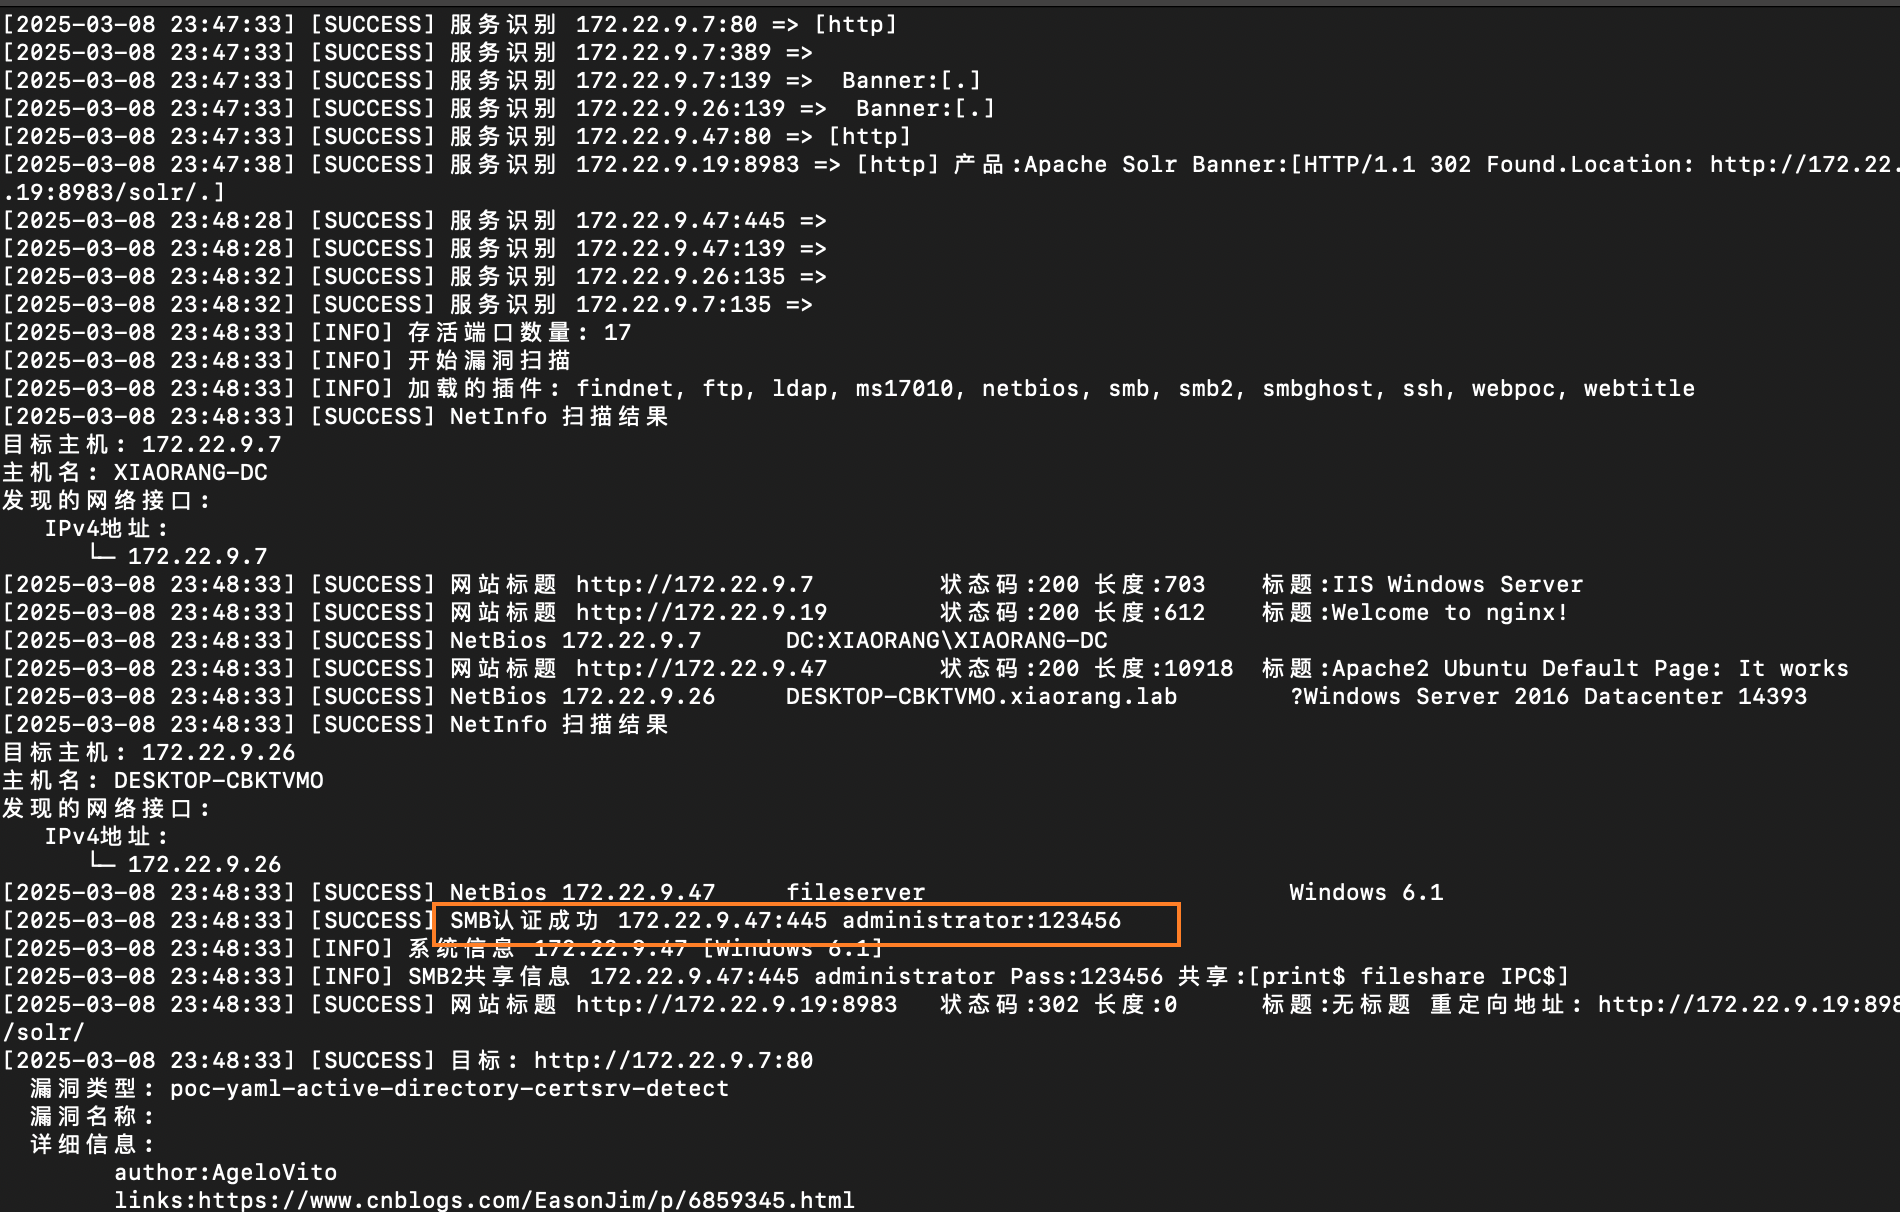 [2025-03-08 23:47:33] [SUCCESS] 服务识别 172.22.9.7:80 => [http]
[2025-03-08 23:47:33] [SUCCESS] 服务识别 172.22.9.7:389 =>
[2025-03-08 23:47:33] [SUCCESS] 服务识别 172.22.9.7:139 =>  Banner:[.]
[2025-03-08 23:47:33] [SUCCESS] 服务识别 172.22.9.26:139 =>  Banner:[.]
[2025-03-08 23:47:33] [SUCCESS] 服务识别 172.22.9.47:80 => [http]
[2025-03-08 23:47:38] [SUCCESS] 服务识别 172.22.9.19:8983 => [http] 产品:Apache Solr Banner:[HTTP/1.1 302 Found.Location: http://172.22.
.19:8983/solr/.]
[2025-03-08 23:48:28] [SUCCESS] 服务识别 172.22.9.47:445 =>
[2025-03-08 23:48:28] [SUCCESS] 服务识别 172.22.9.47:139 =>
[2025-03-08 23:48:32] [SUCCESS] 服务识别 172.22.9.26:135 =>
[2025-03-08 23:48:32] [SUCCESS] 服务识别 172.22.9.7:135 =>
[2025-03-08 23:48:33] [INFO] 存活端口数量: 17
[2025-03-08 23:48:33] [INFO] 开始漏洞扫描
[2025-03-08 23:48:33] [INFO] 加载的插件: findnet, ftp, ldap, ms17010, netbios, smb, smb2, smbghost, ssh, webpoc, webtitle
[2025-03-08 23:48:33] [SUCCESS] NetInfo 扫描结果
目标主机: 172.22.9.7
主机名: XIAORANG-DC
发现的网络接口:
   IPv4地址:
      └─ 172.22.9.7
[2025-03-08 23:48:33] [SUCCESS] 网站标题 http://172.22.9.7         状态码:200 长度:703    标题:IIS Windows Server
[2025-03-08 23:48:33] [SUCCESS] 网站标题 http://172.22.9.19        状态码:200 长度:612    标题:Welcome to nginx!
[2025-03-08 23:48:33] [SUCCESS] NetBios 172.22.9.7      DC:XIAORANG\XIAORANG-DC
[2025-03-08 23:48:33] [SUCCESS] 网站标题 http://172.22.9.47        状态码:200 长度:10918  标题:Apache2 Ubuntu Default Page: It works
[2025-03-08 23:48:33] [SUCCESS] NetBios 172.22.9.26     DESKTOP-CBKTVMO.xiaorang.lab        ?Windows Server 2016 Datacenter 14393
[2025-03-08 23:48:33] [SUCCESS] NetInfo 扫描结果
目标主机: 172.22.9.26
主机名: DESKTOP-CBKTVMO
发现的网络接口:
   IPv4地址:
      └─ 172.22.9.26
[2025-03-08 23:48:33] [SUCCESS] NetBios 172.22.9.47     fileserver                          Windows 6.1
[2025-03-08 23:48:33] [SUCCESS] SMB认证成功 172.22.9.47:445 administrator:123456
[2025-03-08 23:48:33] [INFO] 系统信息 172.22.9.47 [Windows 6.1]
[2025-03-08 23:48:33] [INFO] SMB2共享信息 172.22.9.47:445 administrator Pass:123456 共享:[print$ fileshare IPC$]
[2025-03-08 23:48:33] [SUCCESS] 网站标题 http://172.22.9.19:8983   状态码:302 长度:0      标题:无标题 重定向地址: http://172.22.9.19:898
/solr/
[2025-03-08 23:48:33] [SUCCESS] 目标: http://172.22.9.7:80
  漏洞类型: poc-yaml-active-directory-certsrv-detect
  漏洞名称:
  详细信息:
        author:AgeloVito
        links:https://www.cnblogs.com/EasonJim/p/6859345.html